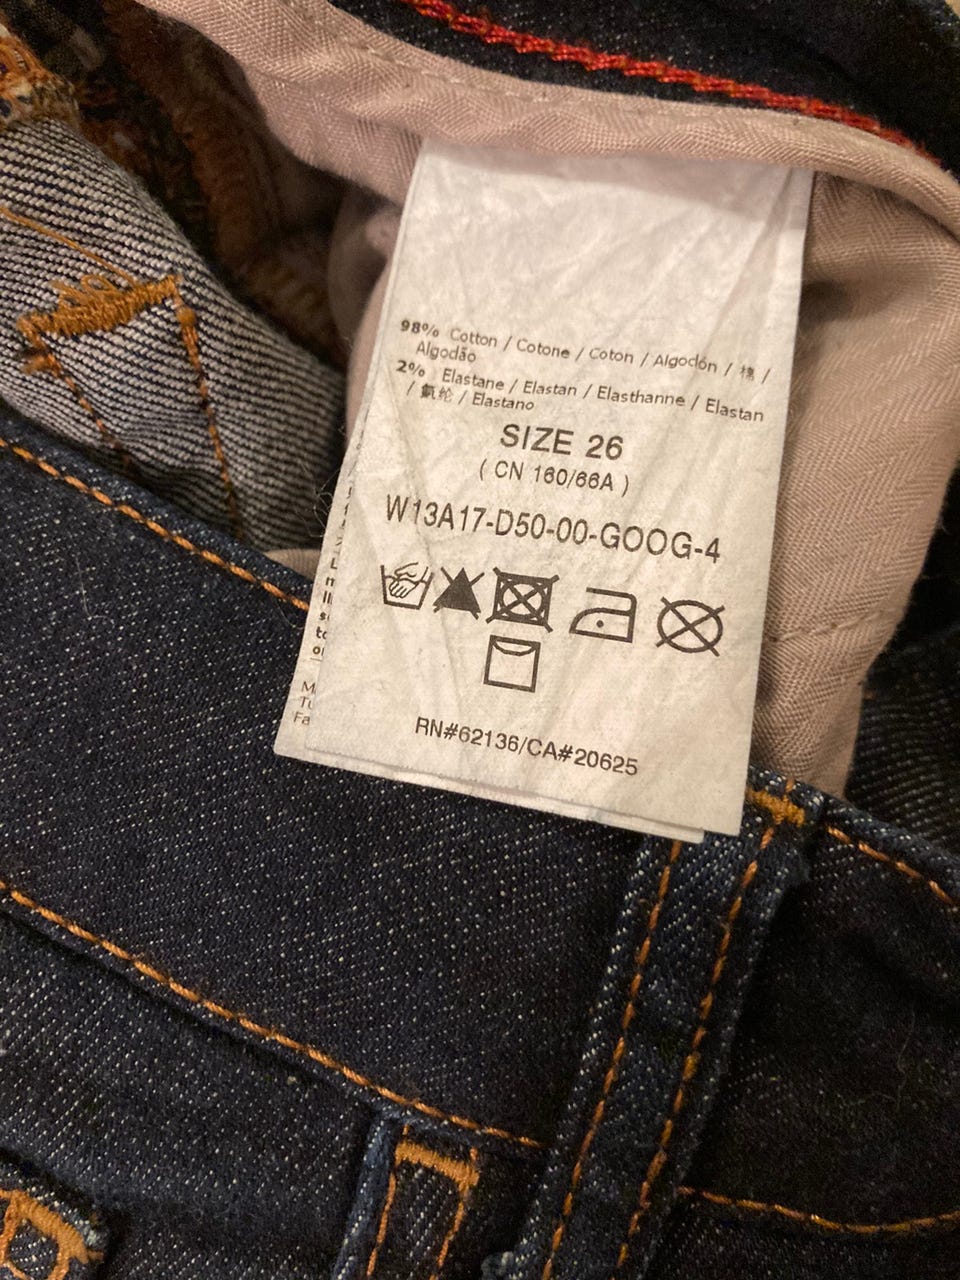 98% Cotton / Cotone / Coton / Algodón / 棉 /
Algodão
2% Elastane / Elastan / Elasthanne / Elastan
/ 氨纶 / Elastano
SIZE 26
( CN 160/66A )
W13A17-D50-00-GOOG-4
RN#62136/CA#20625